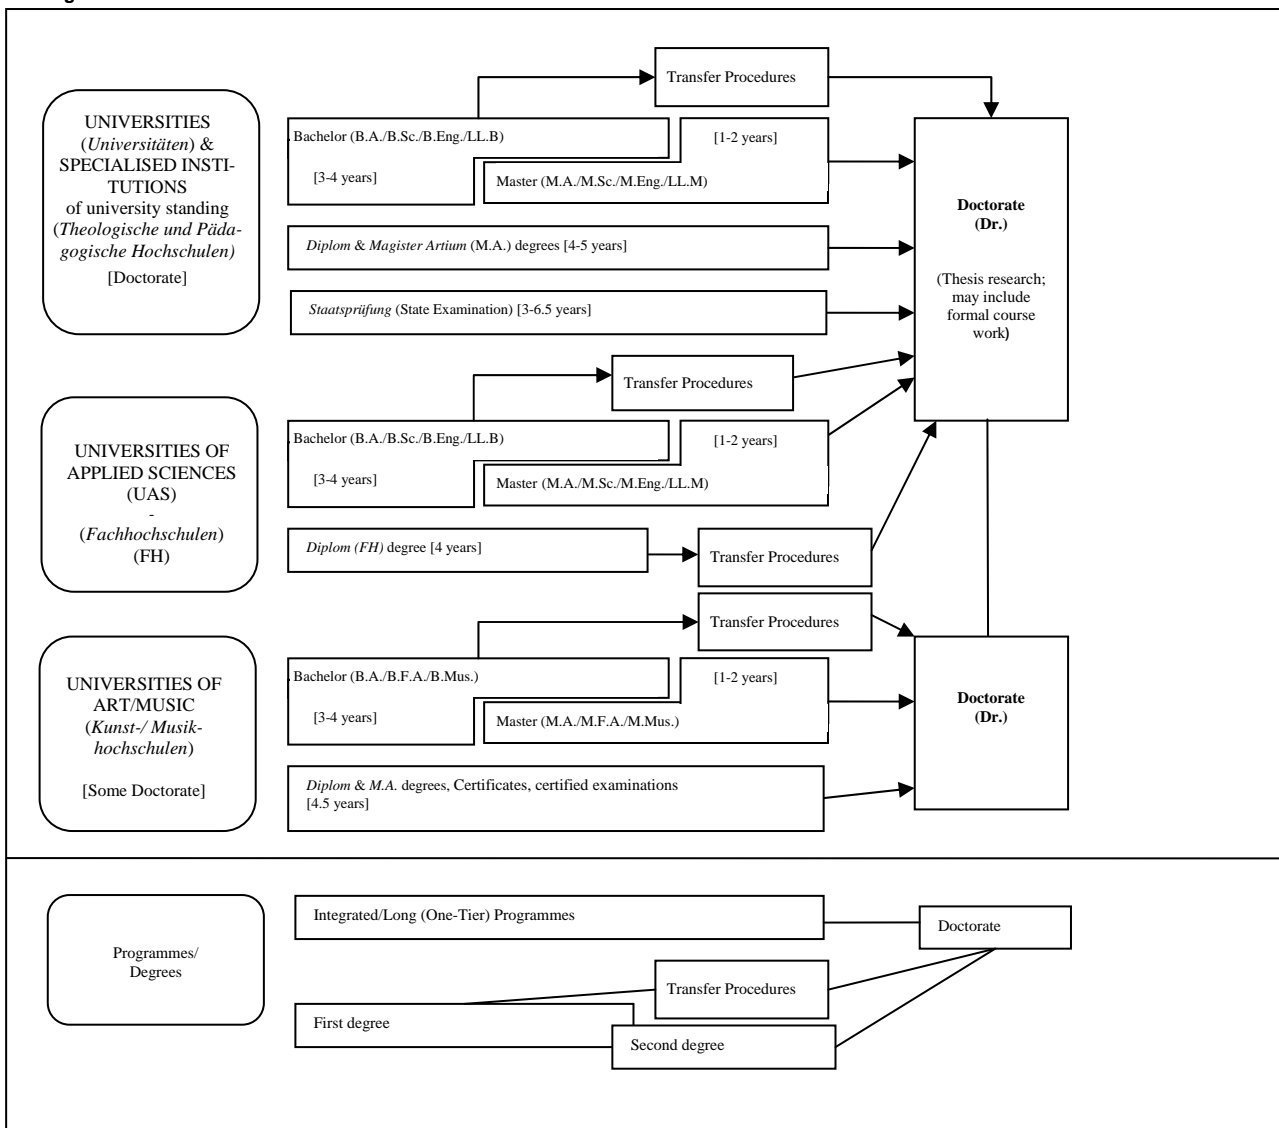 Transfer Procedures
UNIVERSITIES
(Universitäten) &
SPECIALISED INSTI-
TUTIONS
of university standing
(Theologische und Päda-
gogische Hochschulen)
[Doctorate]
Bachelor (B.A./B.Sc./B.Eng./LL.B)
[3-4 years]
[1-2 years]
Master (M.A./M.Sc./M.Eng./LL.M)
Diplom & Magister Artium (M.A.) degrees [4-5 years]
Staatsprüfung (State Examination) [3-6.5 years]
Doctorate
(Dr.)
(Thesis research;
may include
formal course
work)
Transfer Procedures
UNIVERSITIES OF
APPLIED SCIENCES
(UAS)
-
(Fachhochschulen)
(FH)
Bachelor (B.A./B.Sc./B.Eng./LL.B)
[3-4 years]
[1-2 years]
Master (M.A./M.Sc./M.Eng./LL.M)
Diplom (FH) degree [4 years]
Transfer Procedures
Transfer Procedures
UNIVERSITIES OF
ART/MUSIC
(Kunst-/ Musik-
hochschulen)
[Some Doctorate]
Bachelor (B.A./B.F.A./B.Mus.)
[3-4 years]
[1-2 years]
Master (M.A./M.F.A./M.Mus.)
Diplom & M.A. degrees, Certificates, certified examinations
[4.5 years]
Doctorate
(Dr.)
Programmes/
Degrees
Integrated/Long (One-Tier) Programmes
Doctorate
Transfer Procedures
First degree
Second degree